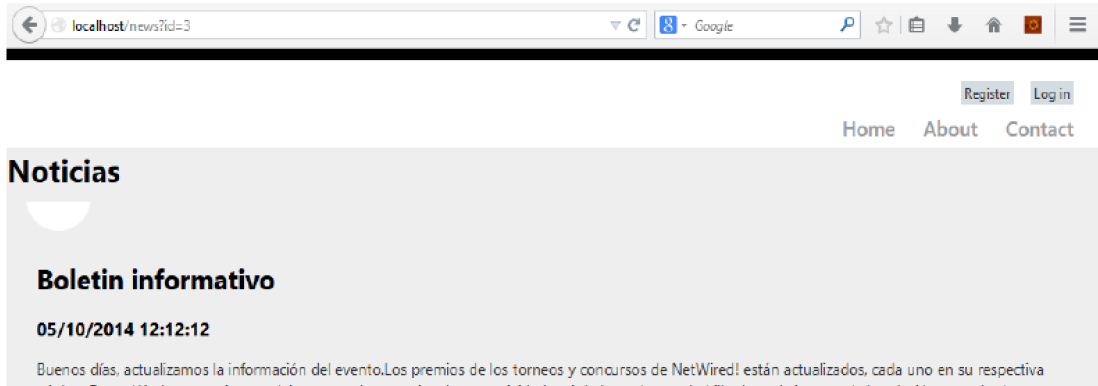 localhost/news?id=3
Google
Register Log in
Home About Contact
Noticias
Boletin informativo
05/10/2014 12:12:12
Buenos días, actualizamos la información del evento.Los premios de los torneos y concursos de NetWired! están actualizados, cada uno en su respectiva